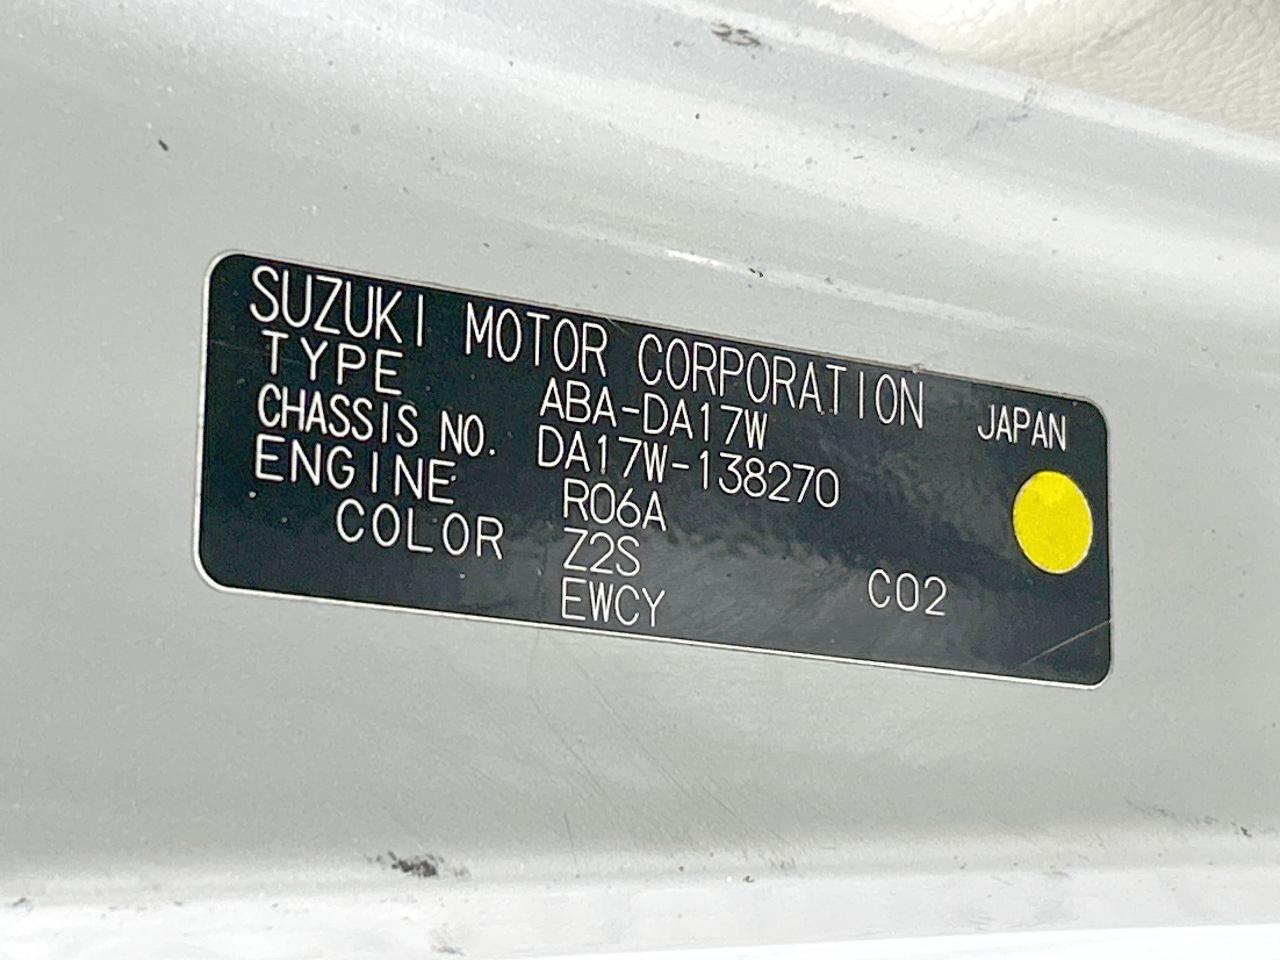 SUZUKI MOTOR CORPORATION JAPAN
TYPE ABA-DA17W
CHASSIS NO. DA17W-138270
ENGINE R06A
COLOR Z2S
EWCY C02